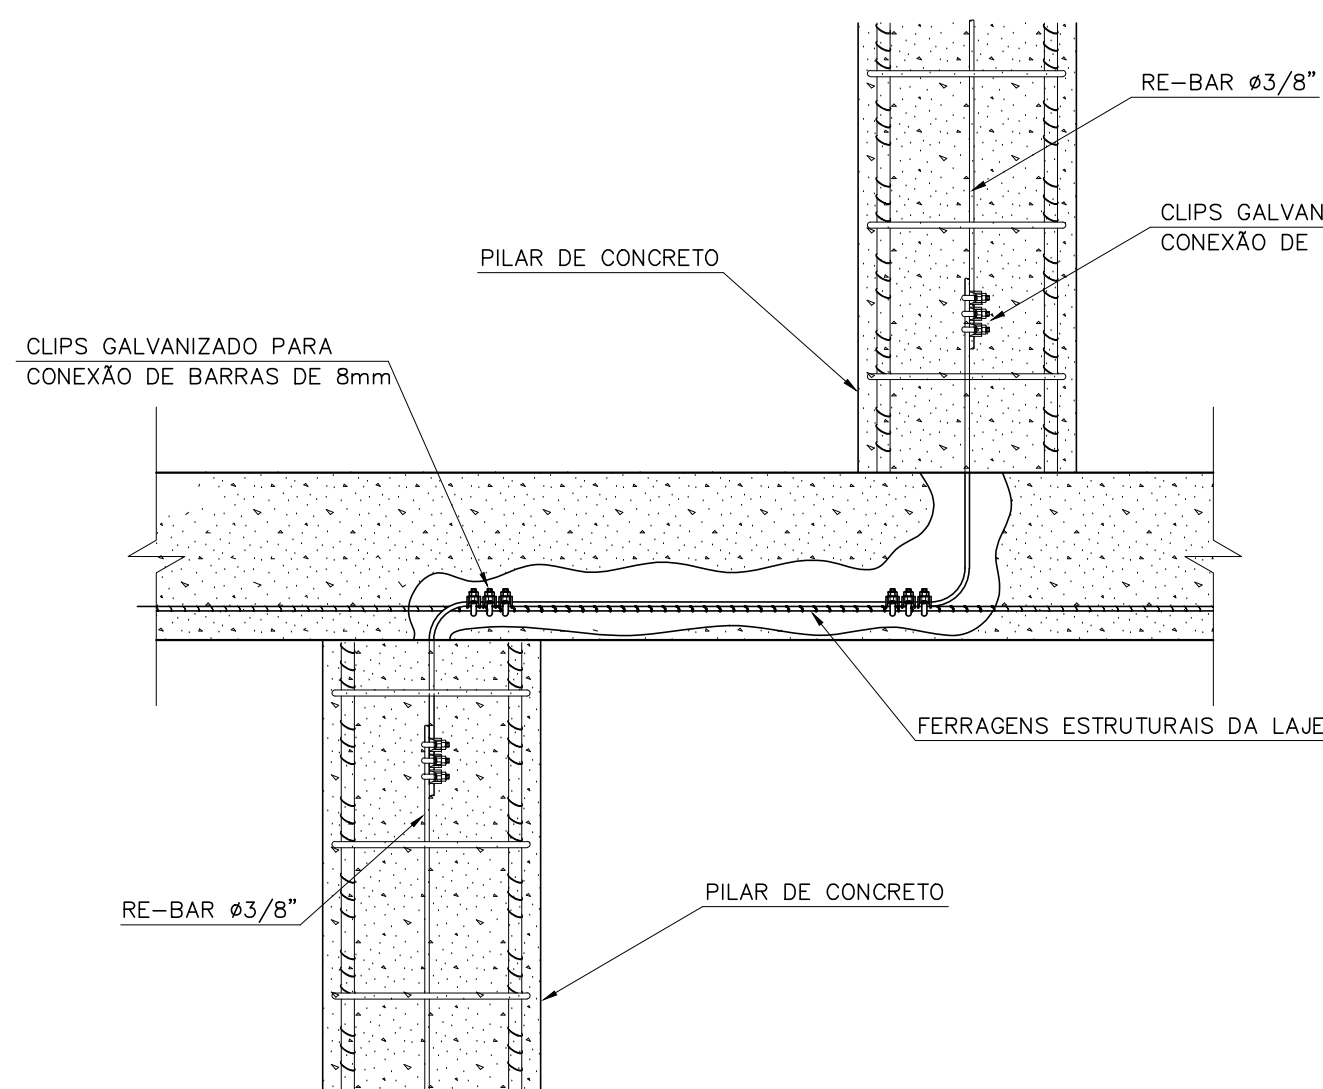 RE-BAR ø3/8"
CLIPS GALVAN
CONEXÃO DE
PILAR DE CONCRETO
CLIPS GALVANIZADO PARA
CONEXÃO DE BARRAS DE 8mm
FERRAGENS ESTRUTURAIS DA LAJE
RE-BAR ø3/8"
PILAR DE CONCRETO